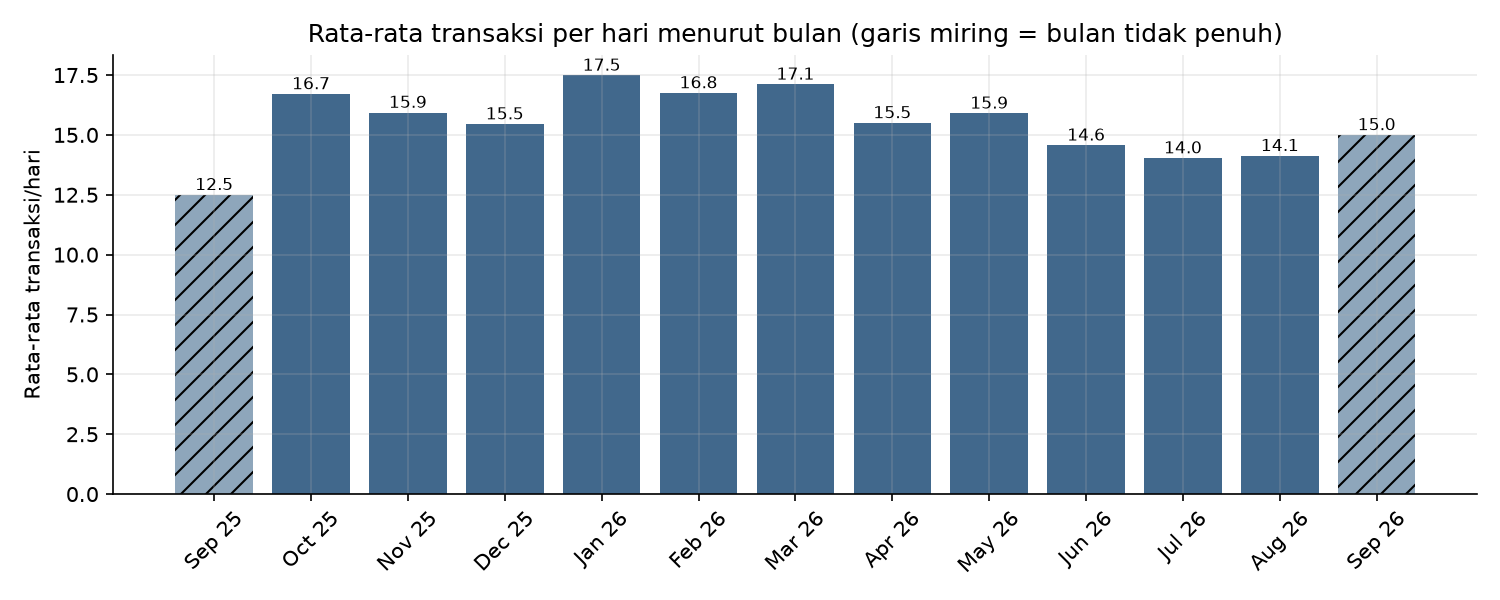 Rata-rata transaksi per hari menurut bulan (garis miring = bulan tidak penuh)
Rata-rata transaksi/hari
17.5
15.0
12.5
10.0
7.5
5.0
2.5
0.0
12.5
16.7
15.9
15.5
17.5
16.8
17.1
15.5
15.9
14.6
14.0
14.1
15.0
Sep 25
Oct 25
Nov 25
Dec 25
Jan 26
Feb 26
Mar 26
Apr 26
May 26
Jun 26
Jul 26
Aug 26
Sep 26